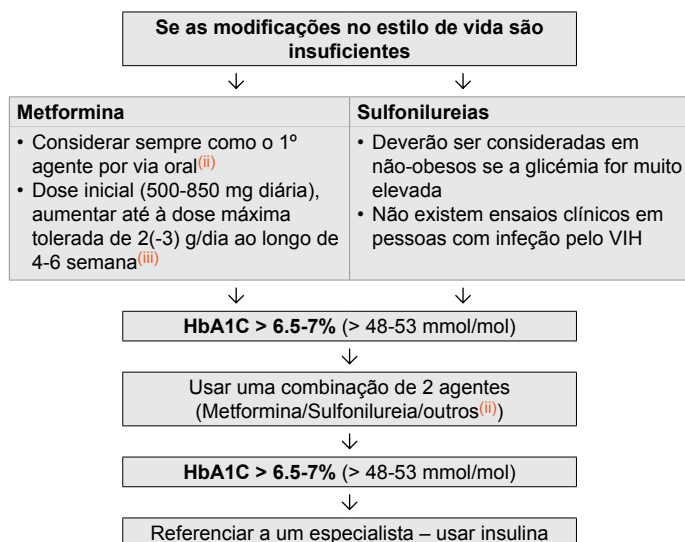 Se as modificações no estilo de vida são
insuficientes
Metformina
• Considerar sempre como o 1º
agente por via oral(ii)
• Dose inicial (500-850 mg diária),
aumentar até à dose máxima
tolerada de 2(-3) g/dia ao longo de
4-6 semana(iii)
Sulfonilureias
• Deverão ser consideradas em
não-obesos se a glicémia for muito
elevada
• Não existem ensaios clínicos em
pessoas com infeção pelo VIH
HbA1C > 6.5-7% (> 48-53 mmol/mol)
Usar uma combinação de 2 agentes
(Metformina/Sulfonilureia/outros(ii))
HbA1C > 6.5-7% (> 48-53 mmol/mol)
Referenciar a um especialista – usar insulina